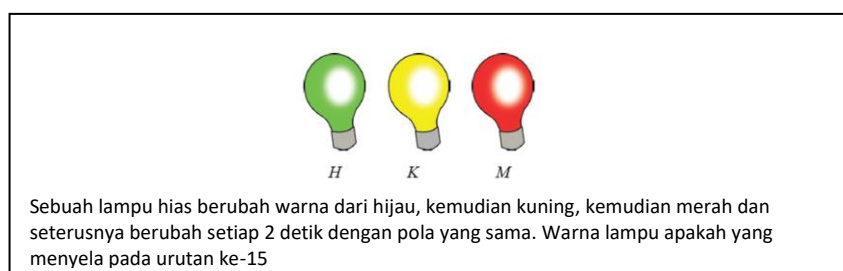 H K M
Sebuah lampu hias berubah warna dari hijau, kemudian kuning, kemudian merah dan
seterusnya berubah setiap 2 detik dengan pola yang sama. Warna lampu apakah yang
menyela pada urutan ke-15